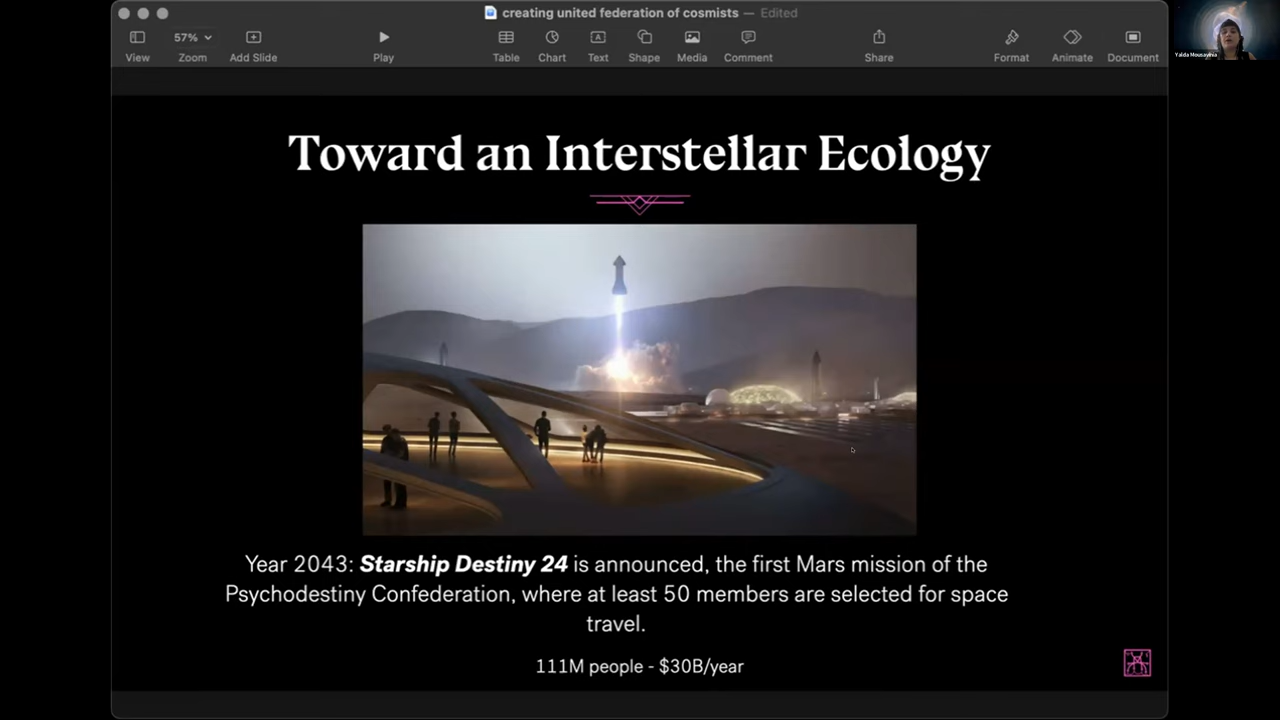 creating united federation of cosmists — Edited
57%
View
Zoom
Add Slide
Play
Table
Chart
Text
Shape
Media
Comment
Share
Format
Animate
Document
Yalda Mousavinia
Toward an Interstellar Ecology
Year 2043: Starship Destiny 24 is announced, the first Mars mission of the
Psychodestiny Confederation, where at least 50 members are selected for space
travel.
111M people - $30B/year